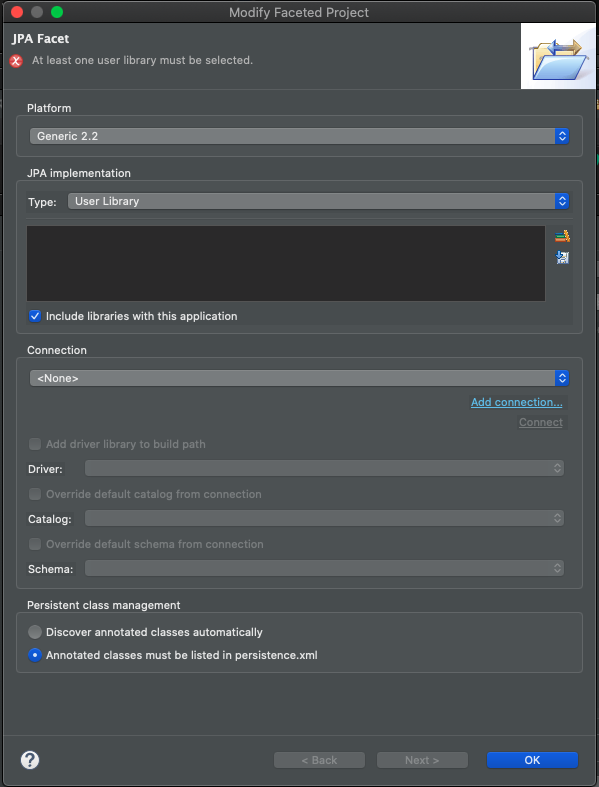 Modify Faceted Project
JPA Facet
At least one user library must be selected.
Platform
Generic 2.2
JPA implementation
Type: User Library
Include libraries with this application
Connection
<None>
Add connection...
Connect
Add driver library to build path
Driver:
Override default catalog from connection
Catalog:
Override default schema from connection
Schema:
Persistent class management
Discover annotated classes automatically
Annotated classes must be listed in persistence.xml
? < Back Next > OK